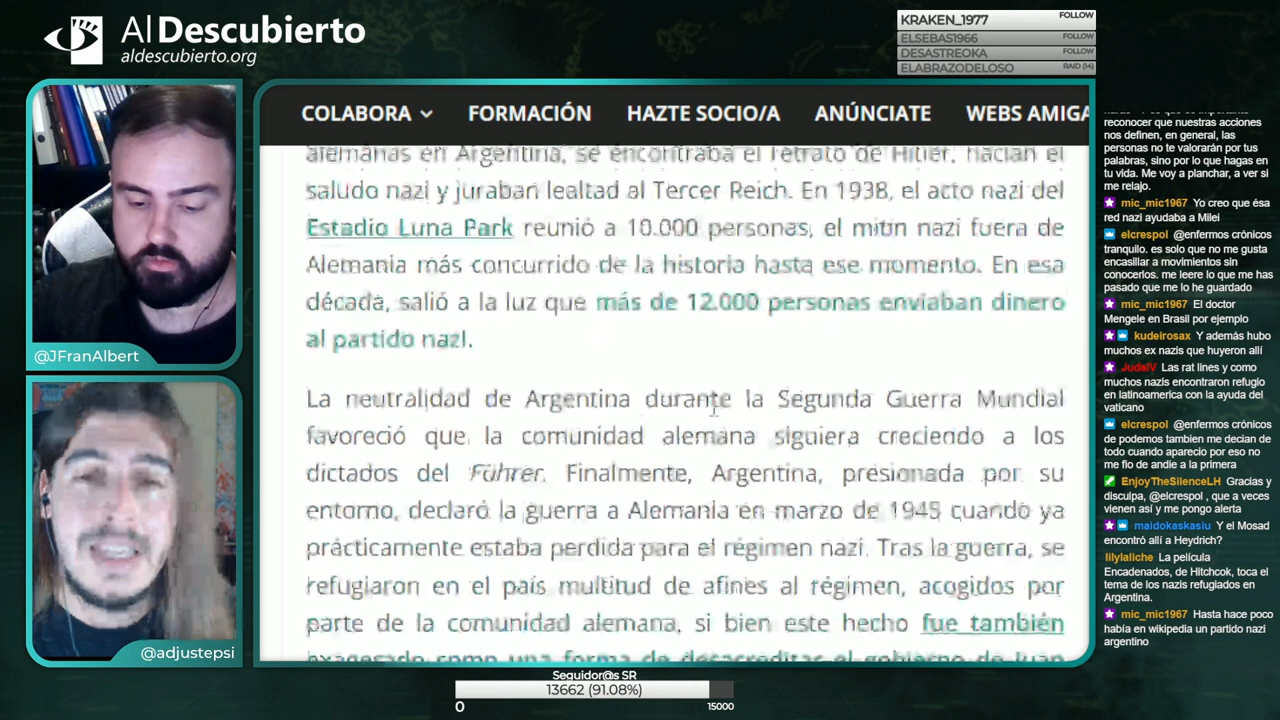 Al Descubierto
aldescubierto.org
KRAKEN_1977 FOLLOW
ELSEBAS1966 FOLLOW
DESASTREOKA FOLLOW
ELABRAZODELOSO RAID (14)
COLABORA FORMACIÓN HAZTE SOCIO/A ANÚNCIATE WEBS AMIGA
alemanas en Argentina, se encontraba el retrato de Hitler, hacían el
saludo nazi y juraban lealtad al Tercer Reich. En 1938, el acto nazi del
Estadio Luna Park reunió a 10.000 personas, el mitin nazi fuera de
Alemania más concurrido de la historia hasta ese momento. En esa
década, salió a la luz que más de 12.000 personas enviaban dinero
al partido nazi.
La neutralidad de Argentina durante la Segunda Guerra Mundial
favoreció que la comunidad alemana siguiera creciendo a los
dictados del Führer. Finalmente, Argentina, presionada por su
entorno, declaró la guerra a Alemania en marzo de 1945 cuando ya
prácticamente estaba perdida para el régimen nazi. Tras la guerra, se
refugiaron en el país multitud de afines al régimen, acogidos por
parte de la comunidad alemana, si bien este hecho fue también
exagerado como una forma de desacreditar el gobierno de Juan
@JFranAlbert
@adjustepsi
reconocer que nuestras acciones
nos definen, en general, las
personas no te valorarán por tus
palabras, sino por lo que hagas en
tu vida. Me voy a planchar, a ver si
me relajo.
mic_mic1967 Yo creo que ésa
red nazi ayudaba a Milei
elcrespol @enfermos crónicos
tranquilo. es solo que no me gusta
encasillar a movimientos sin
conocerlos. me leere lo que me has
pasado que me lo he guardado
mic_mic1967 El doctor
Mengele en Brasil por ejemplo
kudeirosax Y además hubo
muchos ex nazis que huyeron allí
JudalV Las rat lines y como
muchos nazis encontraron refugio
en latinoamerica con la ayuda del
vaticano
elcrespol @enfermos crónicos
de podemos tambien me decian de
todo cuando aparecio por eso no
me fio de andie a la primera
EnjoyTheSilenceLH Gracias y
disculpa, @elcrespol, que a veces
vienen así y me pongo alerta
maidokaskasiu Y el Mosad
encontró allí a Heydrich?
lilylaliche La película
Encadenados, de Hitchcok, toca el
tema de los nazis refugiados en
Argentina.
mic_mic1967 Hasta hace poco
había en wikipedia un partido nazi
argentino
Seguidor@s SR
13662 (91.08%)
0 15000